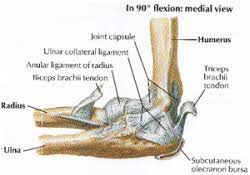 In 90° flexion: medial view
Joint capsule
Ulnar collateral ligament
Anular ligament of radius
Biceps brachii tendon
Humerus
Triceps
brachii
tendon
Radius
Ulna
Subcutaneous
olecranon bursa